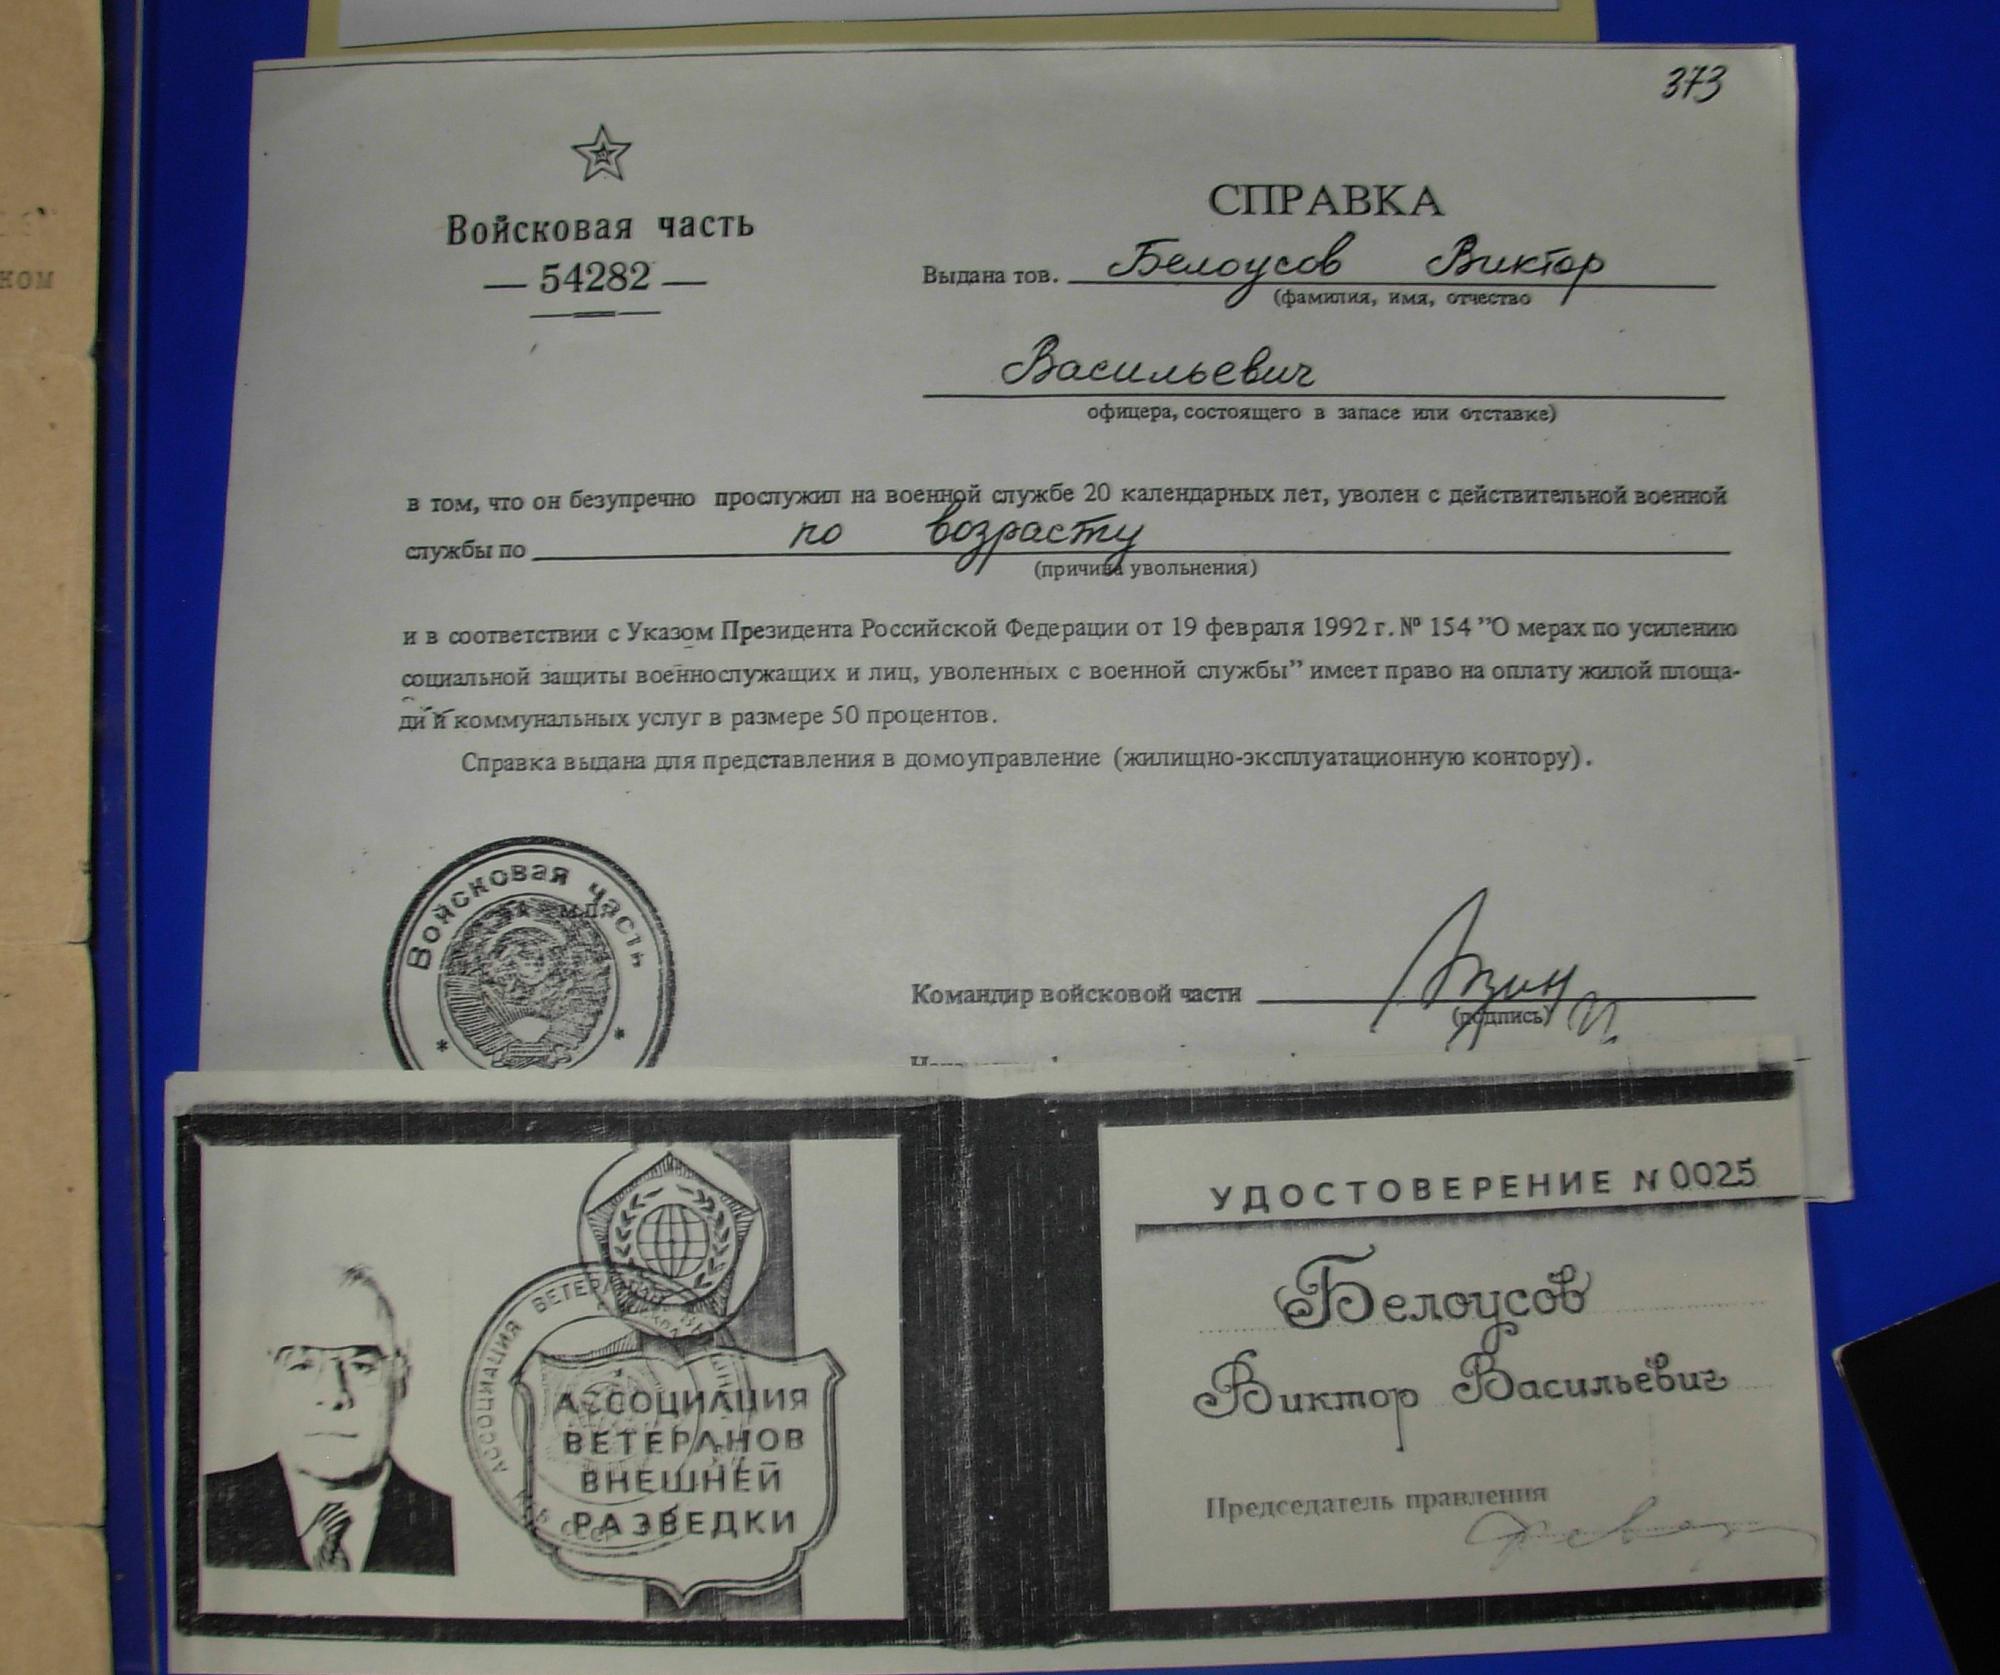 ком
373
Войсковая часть
— 54282 —
СПРАВКА
Выдана тов. Белоусов Виктор
(фамилия, имя, отчество
Васильевич
офицера, состоящего в запасе или отставке)
в том, что он безупречно прослужил на военной службе 20 календарных лет, уволен с действительной военной
службы по по возрасту
(причина увольнения)
и в соответствии с Указом Президента Российской Федерации от 19 февраля 1992 г. № 154 "О мерах по усилению
социальной защиты военнослужащих и лиц, уволенных с военной службы" имеет право на оплату жилой площа-
ди и коммунальных услуг в размере 50 процентов.
Справка выдана для представления в домоуправление (жилищно-эксплуатационную контору).
Войсковая часть
М.П.
Командир войсковой части
(подпись)
АССОЦИАЦИЯ ВЕТЕРАНОВ
КГБ СССР
АССОЦИАЦИЯ
ВЕТЕРАНОВ
ВНЕШНЕЙ
РАЗВЕДКИ
УДОСТОВЕРЕНИЕ N 0025
Белоусов
Виктор Васильевич
Председатель правления